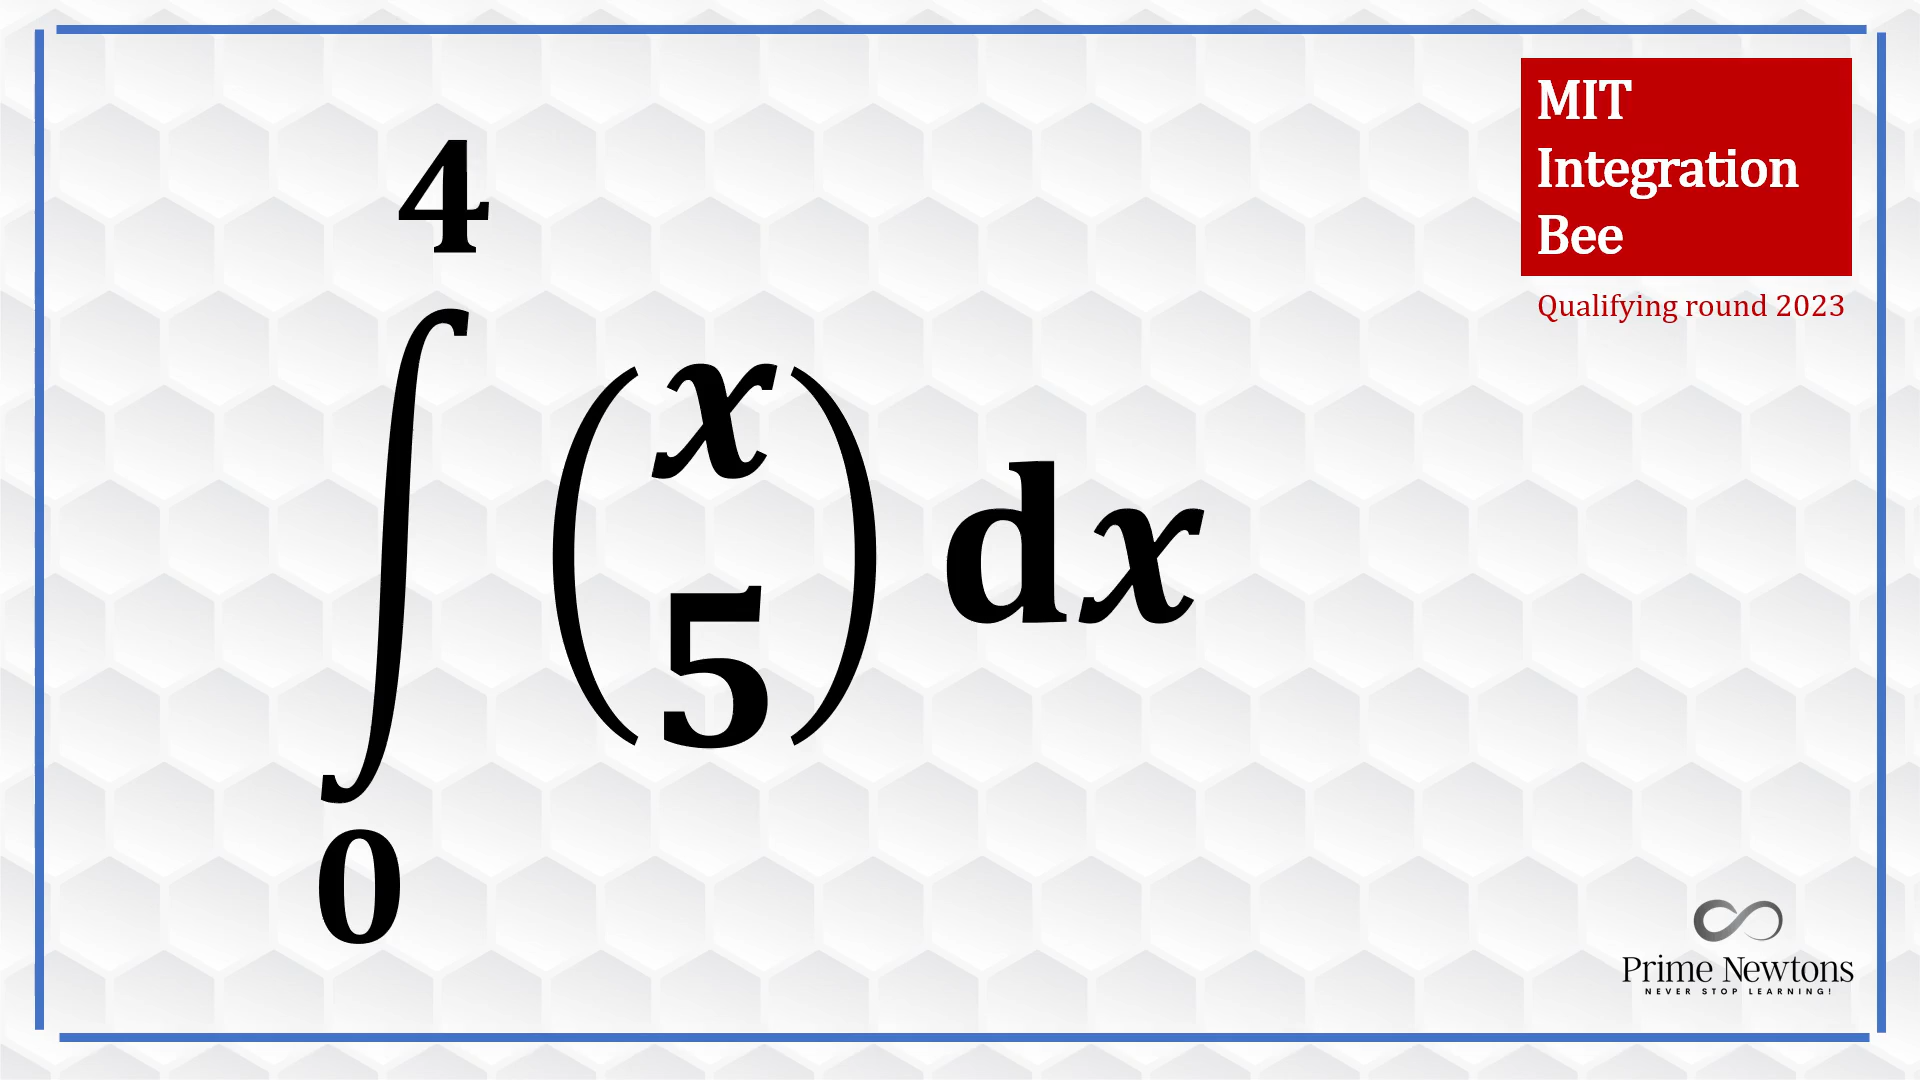 MIT
Integration
Bee
Qualifying round 2023
4
∫ (x
5) dx
0
Prime Newtons
NEVER STOP LEARNING!